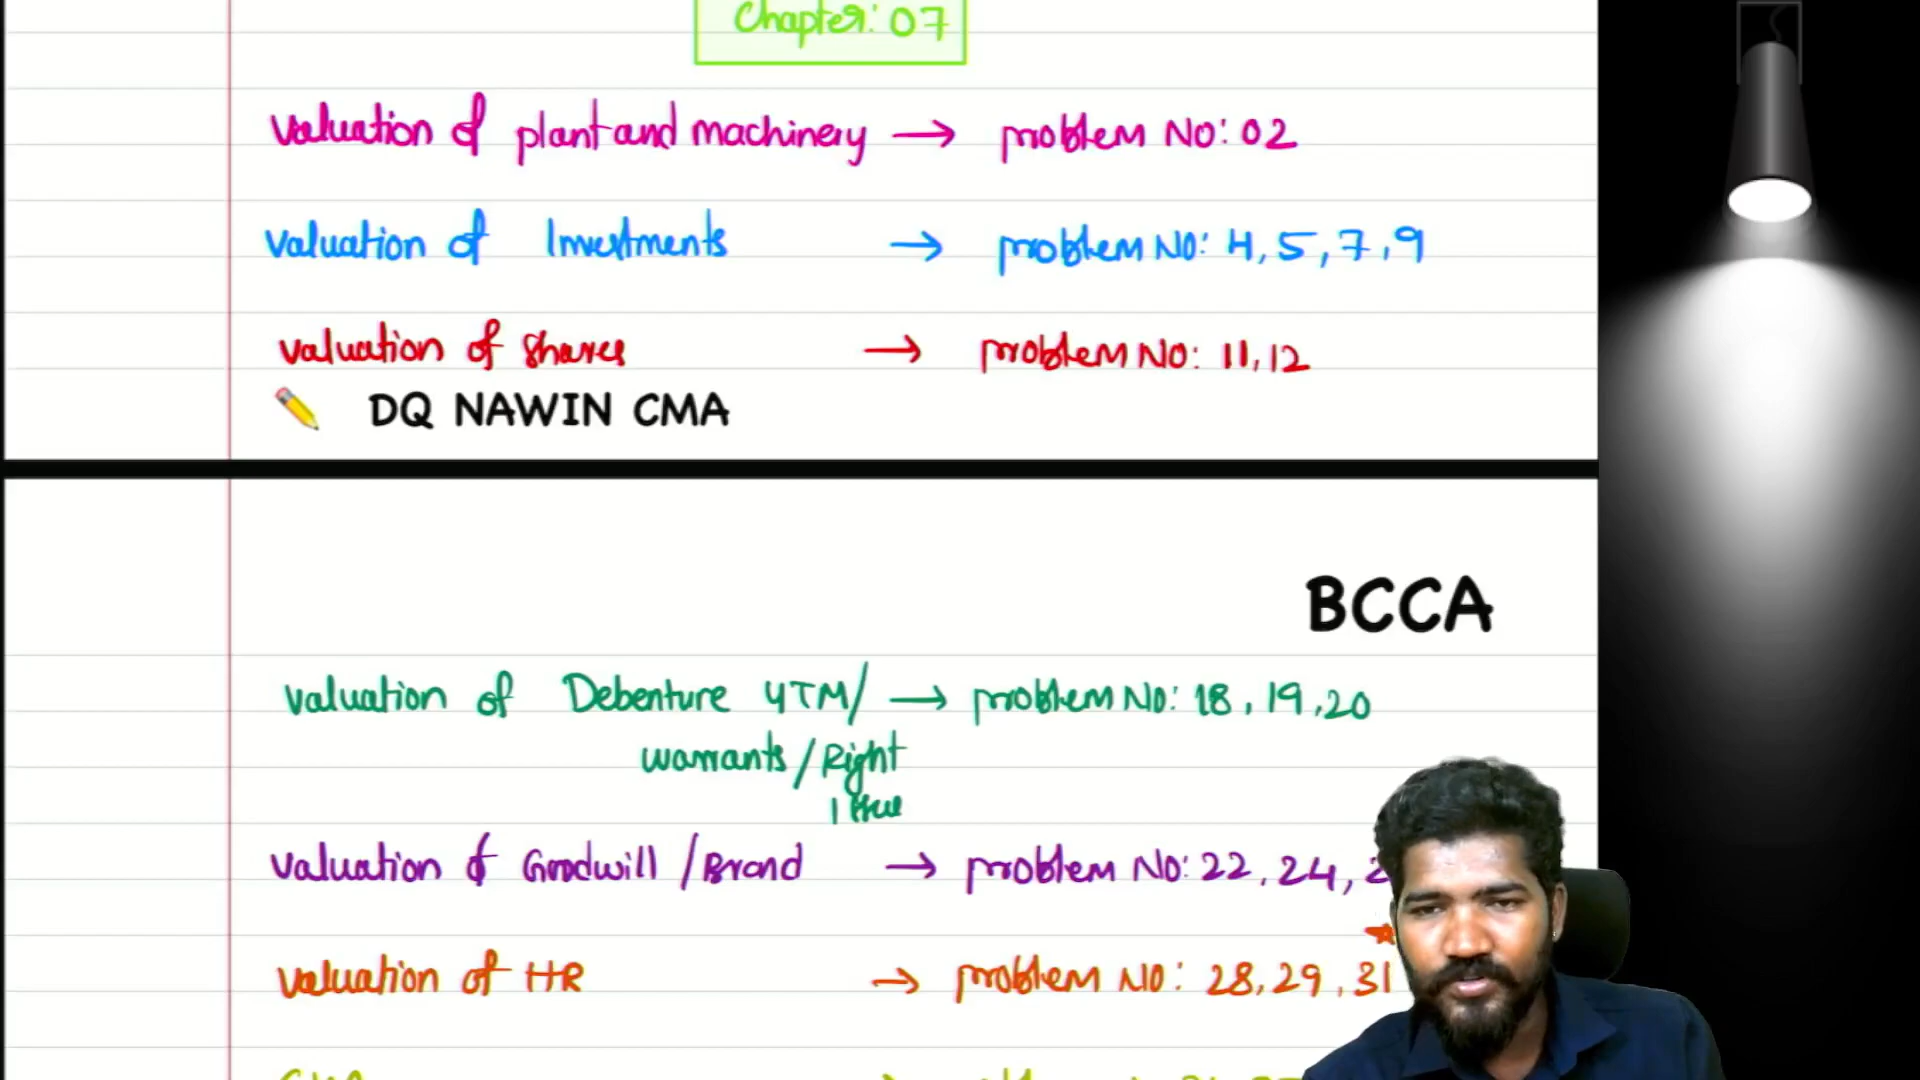 Chapter: 07
Valuation of plant and machinery → problem No: 02
Valuation of Investments → problem No: 4, 5, 7, 9
Valuation of Shares → problem No: 11, 12
DQ NAWIN CMA
BCCA
Valuation of Debenture YTM/ → problem No: 18, 19, 20
warrants / Right
Issue
Valuation of Goodwill / Brand → problem No: 22, 24,
Valuation of HR → problem No: 28, 29, 31